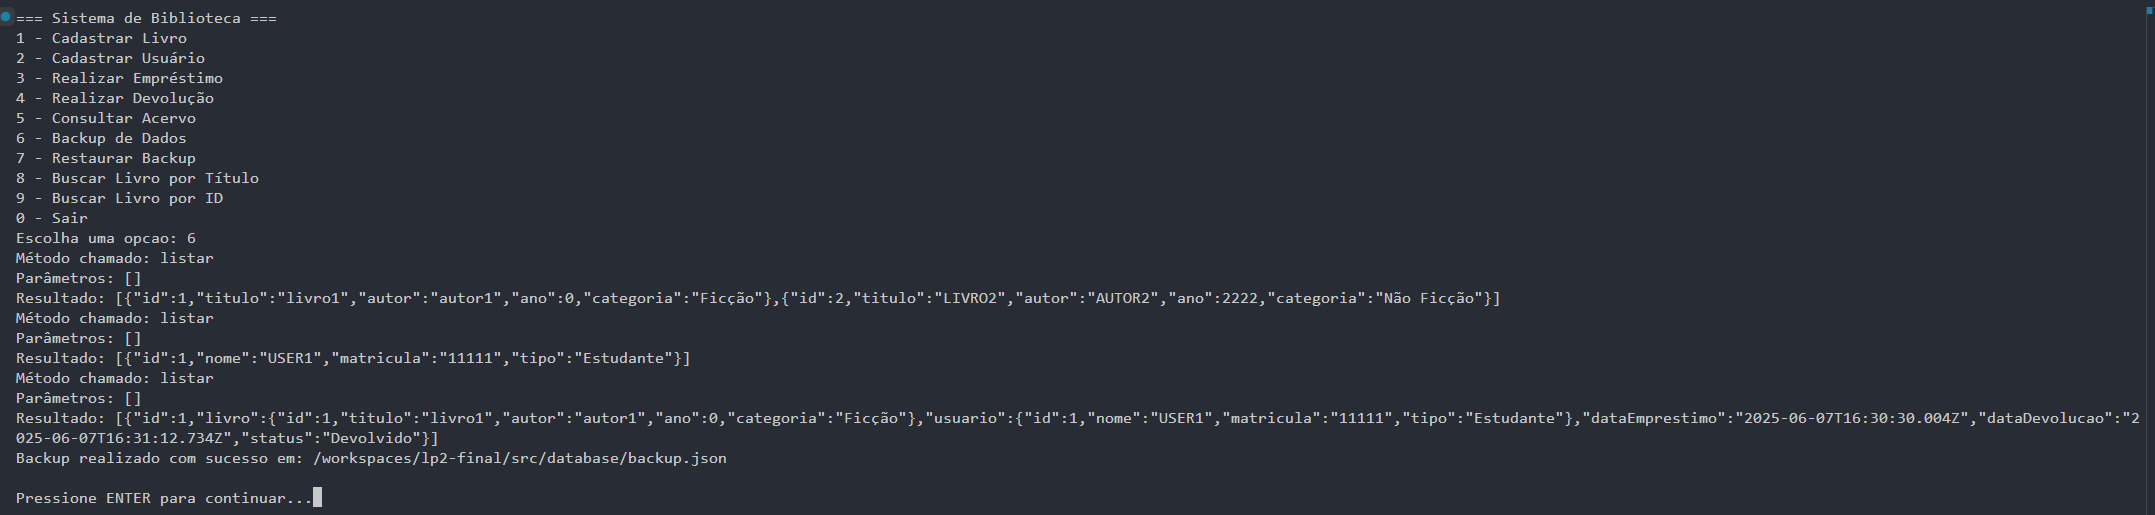 === Sistema de Biblioteca ===
1 - Cadastrar Livro
2 - Cadastrar Usuário
3 - Realizar Empréstimo
4 - Realizar Devolução
5 - Consultar Acervo
6 - Backup de Dados
7 - Restaurar Backup
8 - Buscar Livro por Título
9 - Buscar Livro por ID
0 - Sair
Escolha uma opcao: 6
Método chamado: listar
Parâmetros: []
Resultado: [{"id":1,"titulo":"livro1","autor":"autor1","ano":0,"categoria":"Ficção"},{"id":2,"titulo":"LIVRO2","autor":"AUTOR2","ano":2222,"categoria":"Não Ficção"}]
Método chamado: listar
Parâmetros: []
Resultado: [{"id":1,"nome":"USER1","matricula":"11111","tipo":"Estudante"}]
Método chamado: listar
Parâmetros: []
Resultado: [{"id":1,"livro":{"id":1,"titulo":"livro1","autor":"autor1","ano":0,"categoria":"Ficção"},"usuario":{"id":1,"nome":"USER1","matricula":"11111","tipo":"Estudante"},"dataEmprestimo":"2025-06-07T16:30:30.004Z","dataDevolucao":"2
025-06-07T16:31:12.734Z","status":"Devolvido"}]
Backup realizado com sucesso em: /workspaces/lp2-final/src/database/backup.json
Pressione ENTER para continuar...